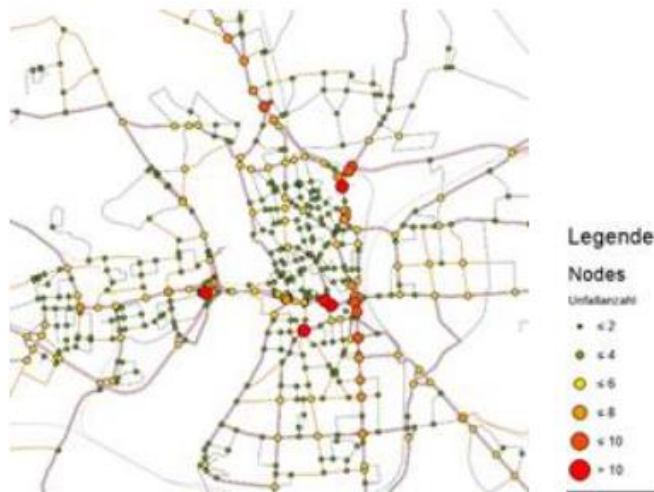 Legende
Nodes
Unfallanzahl
≤ 2
≤ 4
≤ 6
≤ 8
≤ 10
> 10